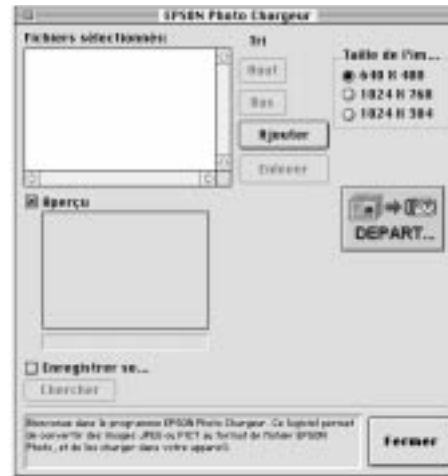 EPSON Photo Chargeur
Fichiers sélectionnés:
Tri
Haut
Bas
Ajouter
Enlever
Taille de l'im...
640 X 480
1024 X 768
1024 X 384
Aperçu
DEPART...
Enregistrer so...
Chercher
Bienvenue dans le programme EPSON Photo Chargeur. Ce logiciel permet
de convertir des images JPEG ou PICT au format de fichier EPSON
Photo, et de les charger dans votre appareil.
Fermer